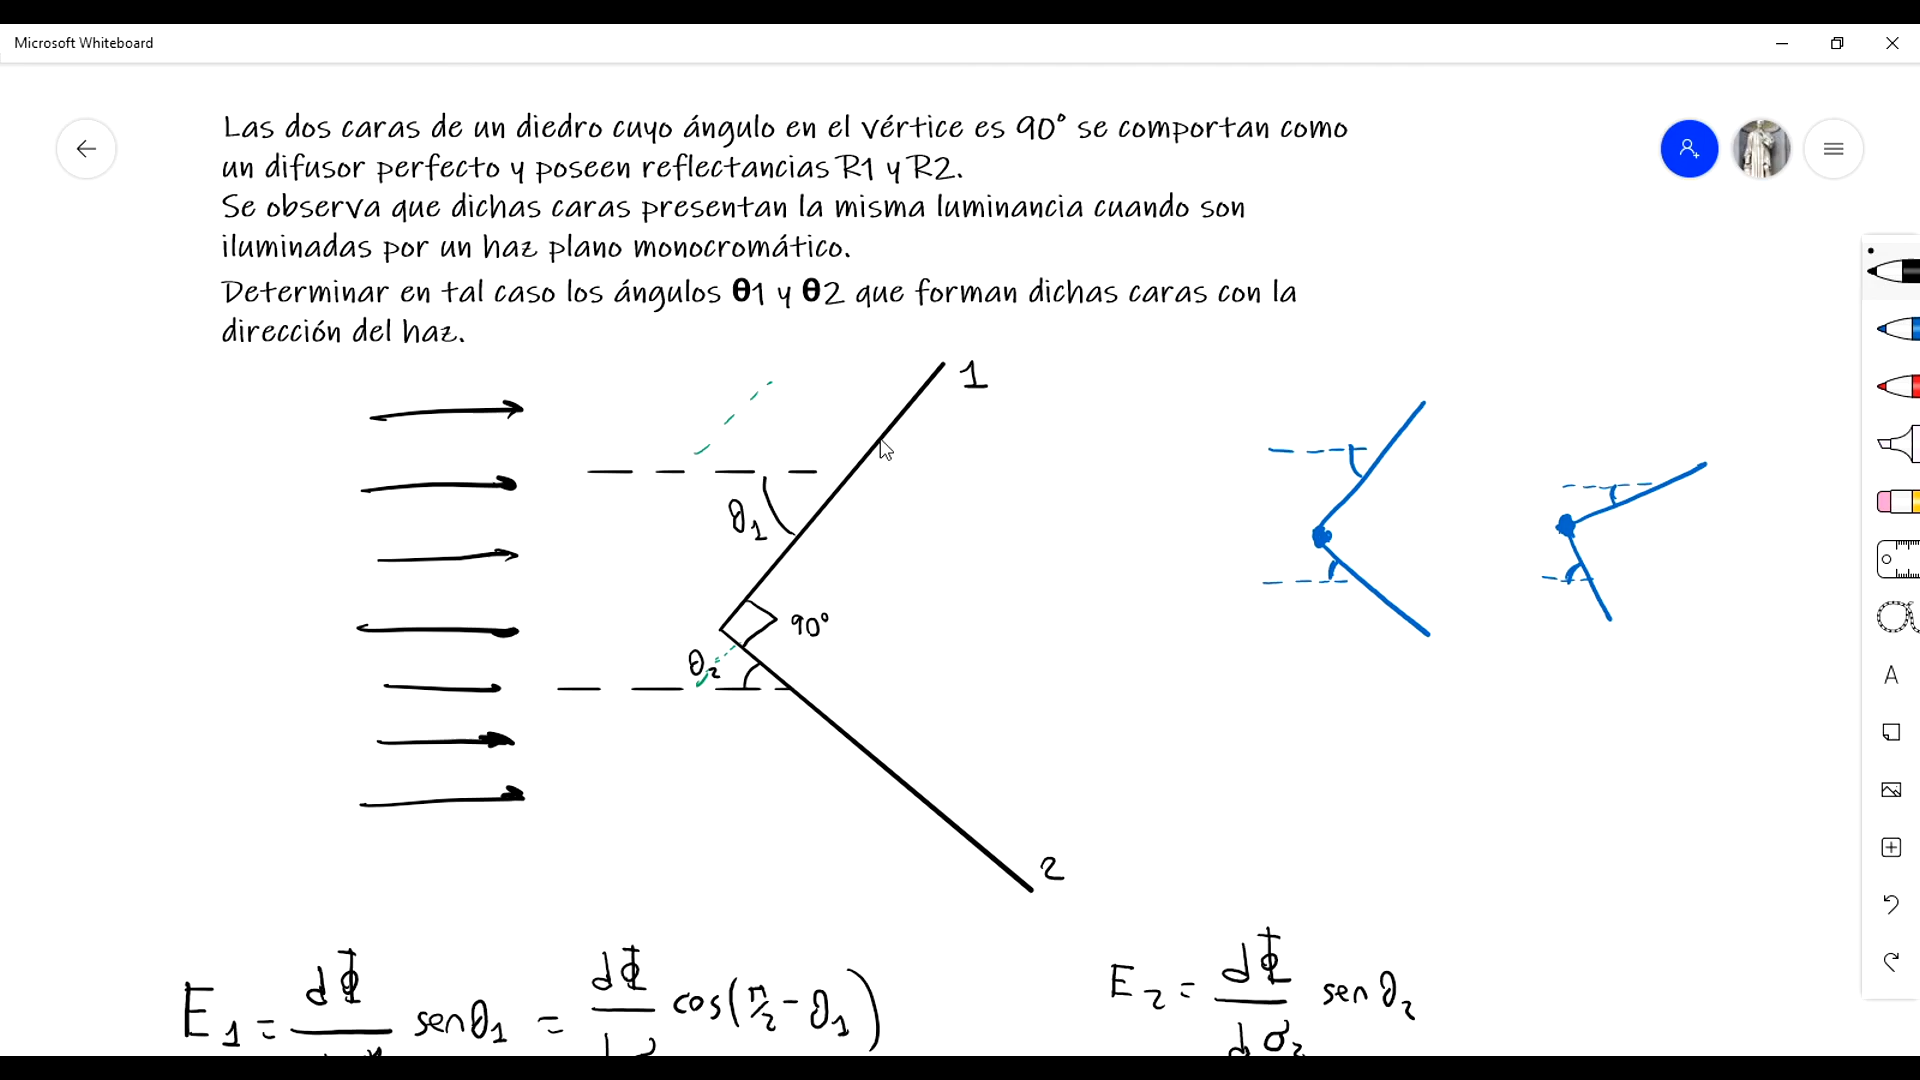 Microsoft Whiteboard
Las dos caras de un diedro cuyo ángulo en el vértice es 90° se comportan como
un difusor perfecto y poseen reflectancias R1 y R2.
Se observa que dichas caras presentan la misma luminancia cuando son
iluminadas por un haz plano monocromático.
Determinar en tal caso los ángulos θ1 y θ2 que forman dichas caras con la
dirección del haz.
1
θ₁
90°
θ₂
2
E₁ = dΦ senθ₁ = dΦ cos(π/2 - θ₁)
E₂ = dΦ/dσ₂ sen θ₂
A